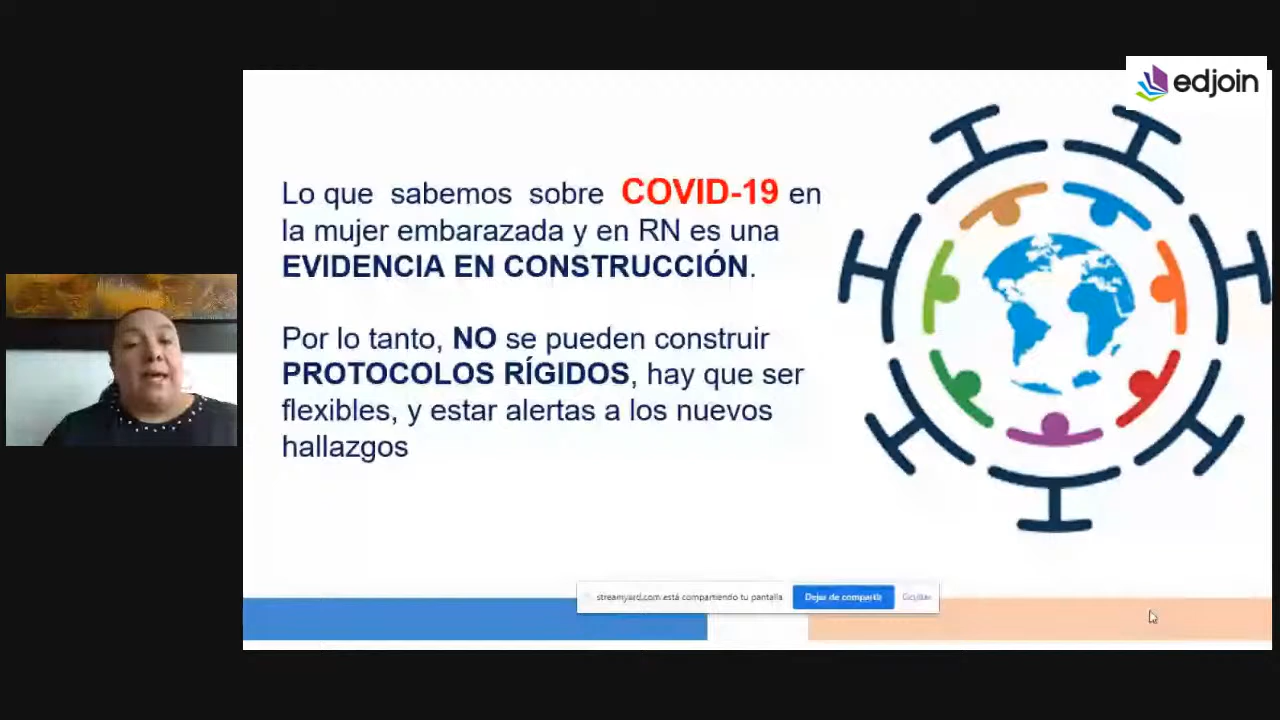 edjoin
Lo que sabemos sobre COVID-19 en
la mujer embarazada y en RN es una
EVIDENCIA EN CONSTRUCCIÓN.
Por lo tanto, NO se pueden construir
PROTOCOLOS RÍGIDOS, hay que ser
flexibles, y estar alertas a los nuevos
hallazgos
streamyard.com está compartiendo tu pantalla
Dejar de compartir
Ocultar